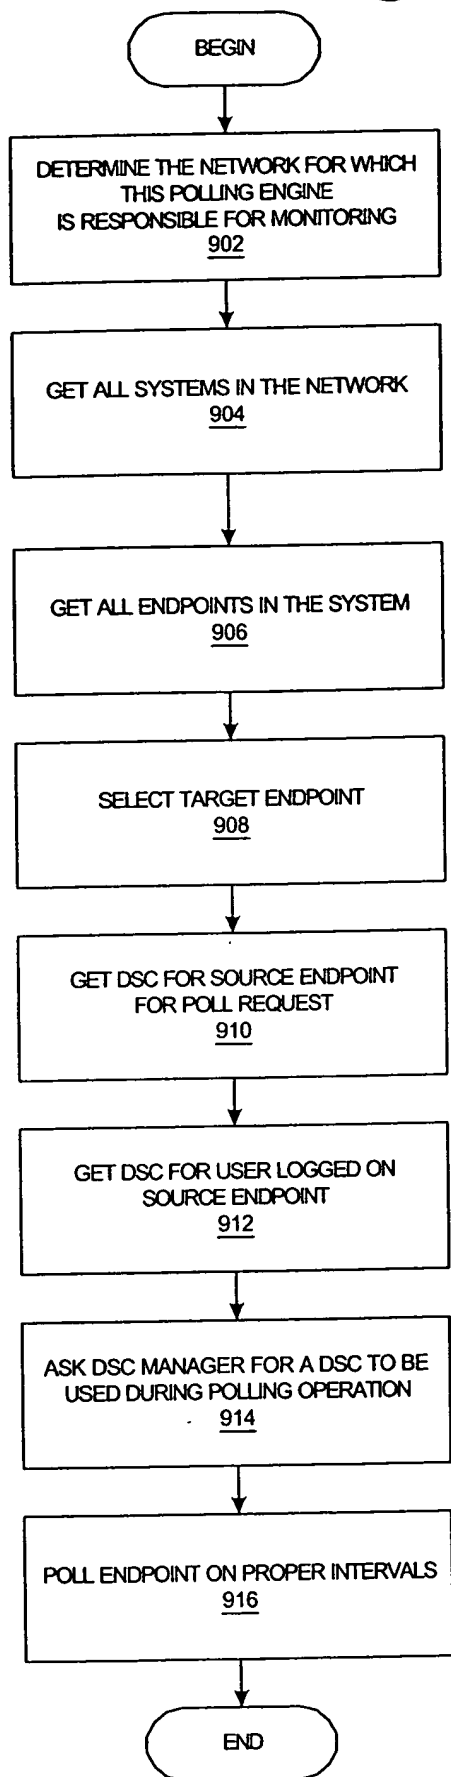 BEGIN
DETERMINE THE NETWORK FOR WHICH
THIS POLLING ENGINE
IS RESPONSIBLE FOR MONITORING
902
GET ALL SYSTEMS IN THE NETWORK
904
GET ALL ENDPOINTS IN THE SYSTEM
906
SELECT TARGET ENDPOINT
908
GET DSC FOR SOURCE ENDPOINT
FOR POLL REQUEST
910
GET DSC FOR USER LOGGED ON
SOURCE ENDPOINT
912
ASK DSC MANAGER FOR A DSC TO BE
USED DURING POLLING OPERATION
914
POLL ENDPOINT ON PROPER INTERVALS
916
END